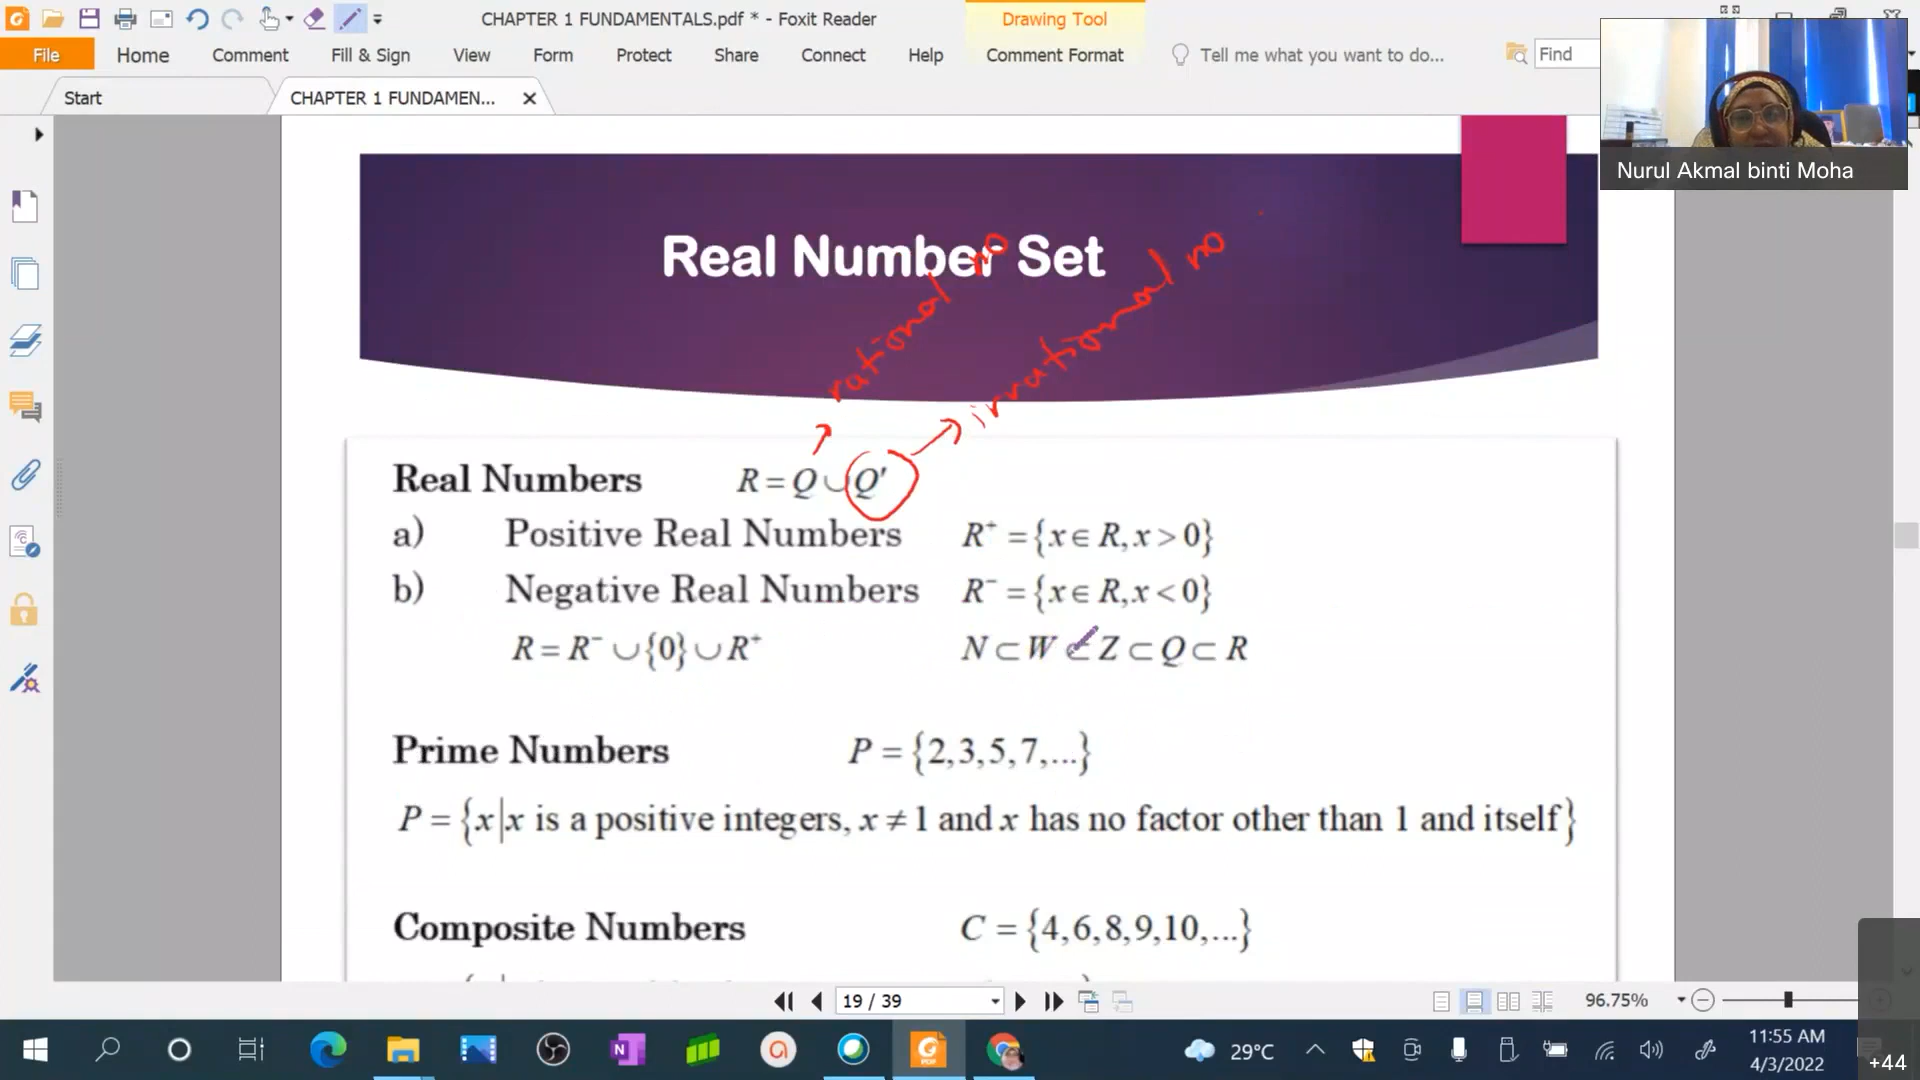 CHAPTER 1 FUNDAMENTALS.pdf * - Foxit Reader
Drawing Tool
File Home Comment Fill & Sign View Form Protect Share Connect Help Comment Format Tell me what you want to do... Find
Start
CHAPTER 1 FUNDAMEN...
Nurul Akmal binti Moha
Real Number Set
rational no
irrational no
Real Numbers R = Q ∪ Q'
a) Positive Real Numbers R⁺ = {x ∈ R, x > 0}
b) Negative Real Numbers R⁻ = {x ∈ R, x < 0}
R = R⁻ ∪ {0} ∪ R⁺ N ⊂ W ⊂ Z ⊂ Q ⊂ R
Prime Numbers P = {2,3,5,7,...}
P = {x|x is a positive integers, x ≠ 1 and x has no factor other than 1 and itself}
Composite Numbers C = {4,6,8,9,10,...}
19 / 39
96.75%
29°C
11:55 AM
4/3/2022
+44